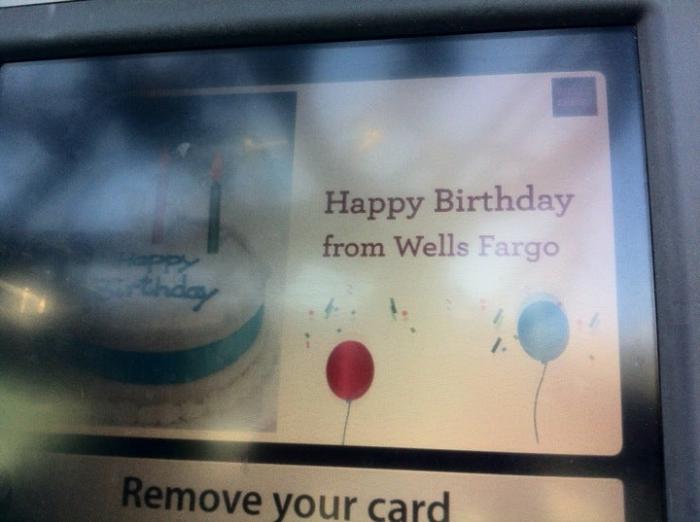 Happy Birthday
from Wells Fargo
Happy
Birthday
Remove your card